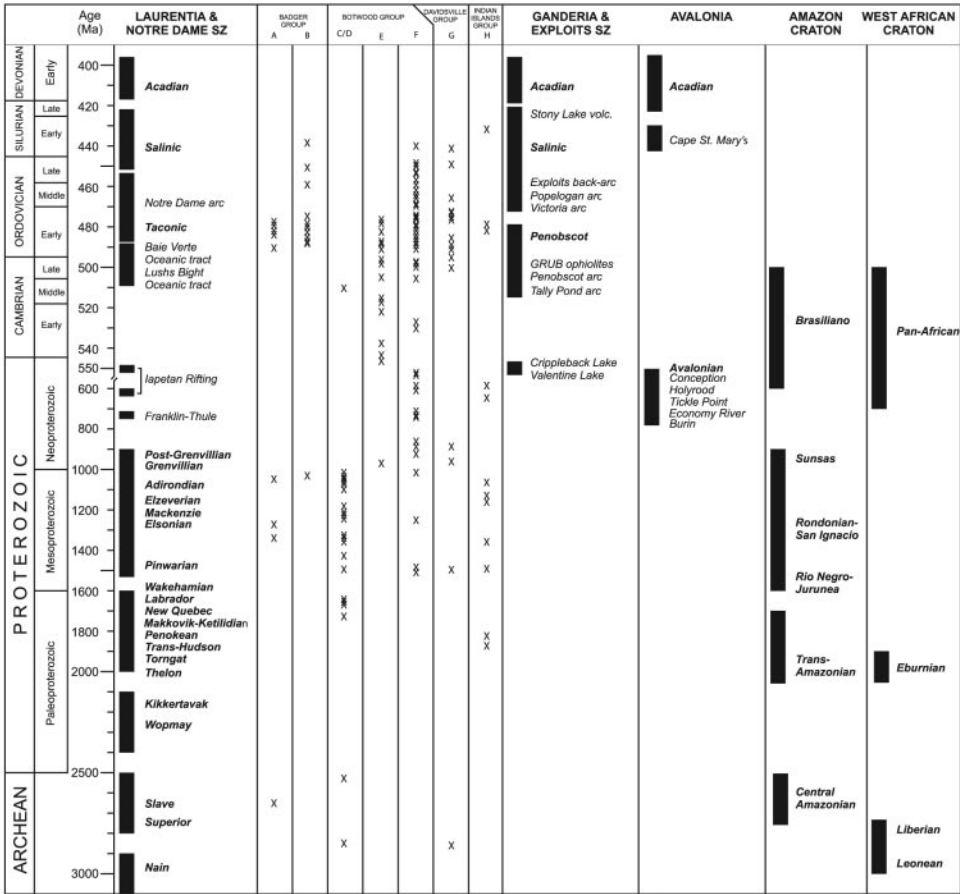 Age
(Ma)
LAURENTIA &
NOTRE DAME SZ
BADGER
GROUP
A
B
BOTWOOD GROUP
C/D
E
F
DAVIDSVILLE
GROUP
G
INDIAN
ISLANDS
GROUP
H
GANDERIA &
EXPLOITS SZ
AVALONIA
AMAZON
CRATON
WEST AFRICAN
CRATON
DEVONIAN
Early
SILURIAN
Late
Early
ORDOVICIAN
Late
Middle
Early
CAMBRIAN
Late
Middle
Early
PROTEROZOIC
Neoproterozoic
Mesoproterozoic
Paleoproterozoic
ARCHEAN
400
420
440
460
480
500
520
540
550
600
800
1000
1200
1400
1600
1800
2000
2500
3000
Acadian
Salinic
Notre Dame arc
Taconic
Baie Verte
Oceanic tract
Lushs Bight
Oceanic tract
Iapetan Rifting
Franklin-Thule
Post-Grenvillian
Grenvillian
Adirondian
Elzeverian
Mackenzie
Elsonian
Pinwarian
Wakehamian
Labrador
New Quebec
Makkovik-Ketilidian
Penokean
Trans-Hudson
Torngat
Thelon
Kikkertavak
Wopmay
Slave
Superior
Nain
Acadian
Stony Lake volc.
Salinic
Exploits back-arc
Popelogan arc
Victoria arc
Penobscot
GRUB ophiolites
Penobscot arc
Tally Pond arc
Crippleback Lake
Valentine Lake
Acadian
Cape St. Mary's
Avalonian
Conception
Holyrood
Tickle Point
Economy River
Burin
Brasiliano
Sunsas
Rondonian-
San Ignacio
Rio Negro-
Jurunea
Trans-
Amazonian
Central
Amazonian
Pan-African
Eburnian
Liberian
Leonean